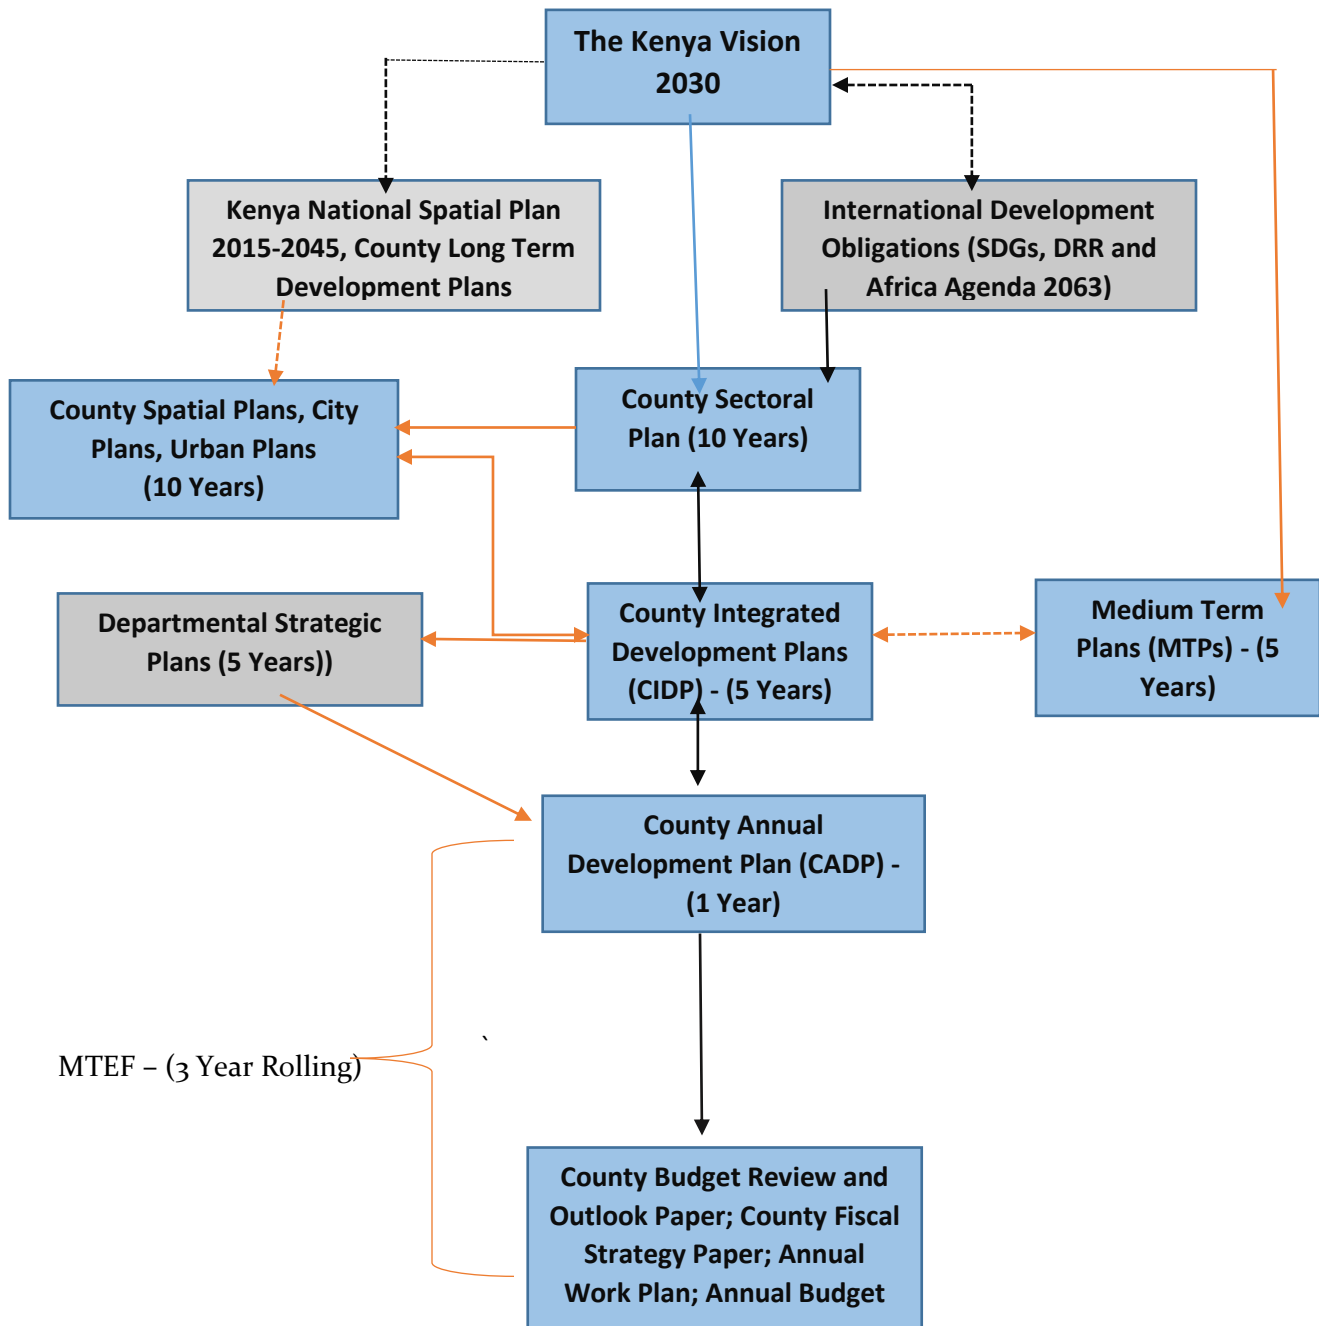 The Kenya Vision
2030
Kenya National Spatial Plan
2015-2045, County Long Term
Development Plans
International Development
Obligations (SDGs, DRR and
Africa Agenda 2063)
County Spatial Plans, City
Plans, Urban Plans
(10 Years)
County Sectoral
Plan (10 Years)
Departmental Strategic
Plans (5 Years))
County Integrated
Development Plans
(CIDP) - (5 Years)
Medium Term
Plans (MTPs) - (5
Years)
County Annual
Development Plan (CADP) -
(1 Year)
`
MTEF – (3 Year Rolling)
County Budget Review and
Outlook Paper; County Fiscal
Strategy Paper; Annual
Work Plan; Annual Budget